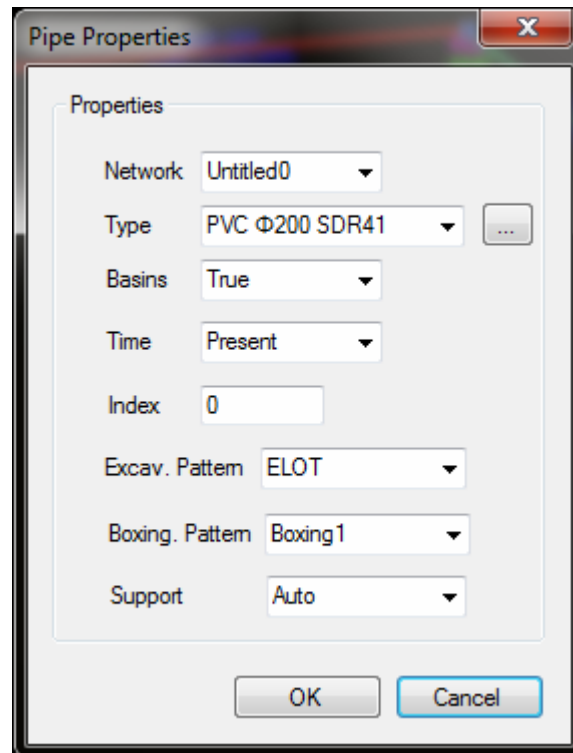 Pipe Properties
Properties
Network Untitled0
Type PVC Φ200 SDR41 ...
Basins True
Time Present
Index 0
Excav. Pattern ELOT
Boxing. Pattern Boxing1
Support Auto
OK Cancel